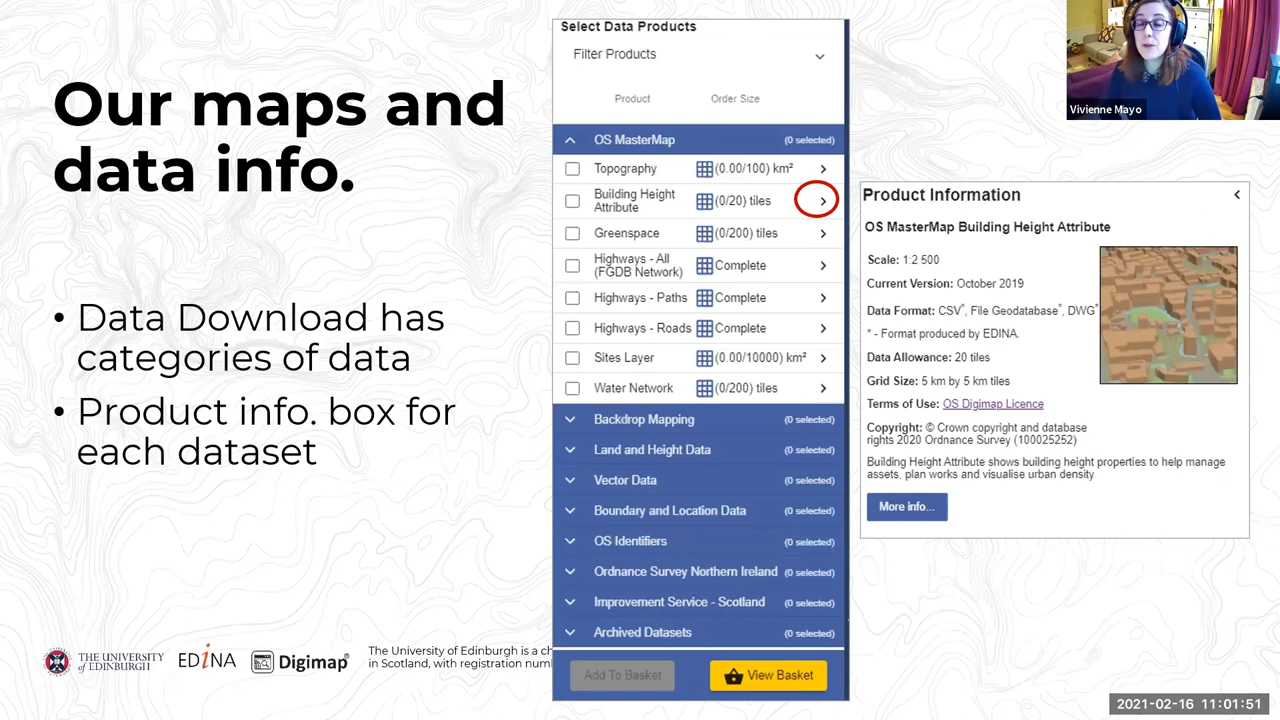 Our maps and
data info.
• Data Download has
categories of data
• Product info. box for
each dataset
THE UNIVERSITY
of EDINBURGH
EDINA
Digimap®
The University of Edinburgh is a
in Scotland, with registration
Select Data Products
Filter Products
Product Order Size
OS MasterMap (0 selected)
Topography (0.00/100) km²
Building Height
Attribute (0/20) tiles
Greenspace (0/200) tiles
Highways - All
(FGDB Network) Complete
Highways - Paths Complete
Highways - Roads Complete
Sites Layer (0.00/10000) km²
Water Network (0/200) tiles
Backdrop Mapping (0 selected)
Land and Height Data (0 selected)
Vector Data (0 selected)
Boundary and Location Data (0 selected)
OS Identifiers (0 selected)
Ordnance Survey Northern Ireland (0 selected)
Improvement Service - Scotland (0 selected)
Archived Datasets (0 selected)
Add To Basket View Basket
Vivienne Mayo
Product Information
OS MasterMap Building Height Attribute
Scale: 1:2 500
Current Version: October 2019
Data Format: CSV*, File Geodatabase*, DWG*
* - Format produced by EDINA.
Data Allowance: 20 tiles
Grid Size: 5 km by 5 km tiles
Terms of Use: OS Digimap Licence
Copyright: © Crown copyright and database
rights 2020 Ordnance Survey (100025252)
Building Height Attribute shows building height properties to help manage
assets, plan works and visualise urban density
More info...
2021-02-16 11:01:51